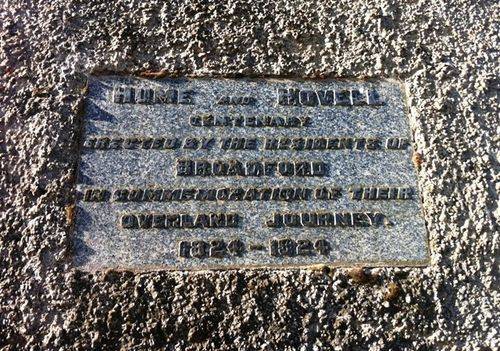 HUME AND HOVELL
CENTENARY
ERECTED BY THE RESIDENTS OF
BROADFORD
IN COMMEMORATION OF THEIR
OVERLAND JOURNEY.
1824-1924